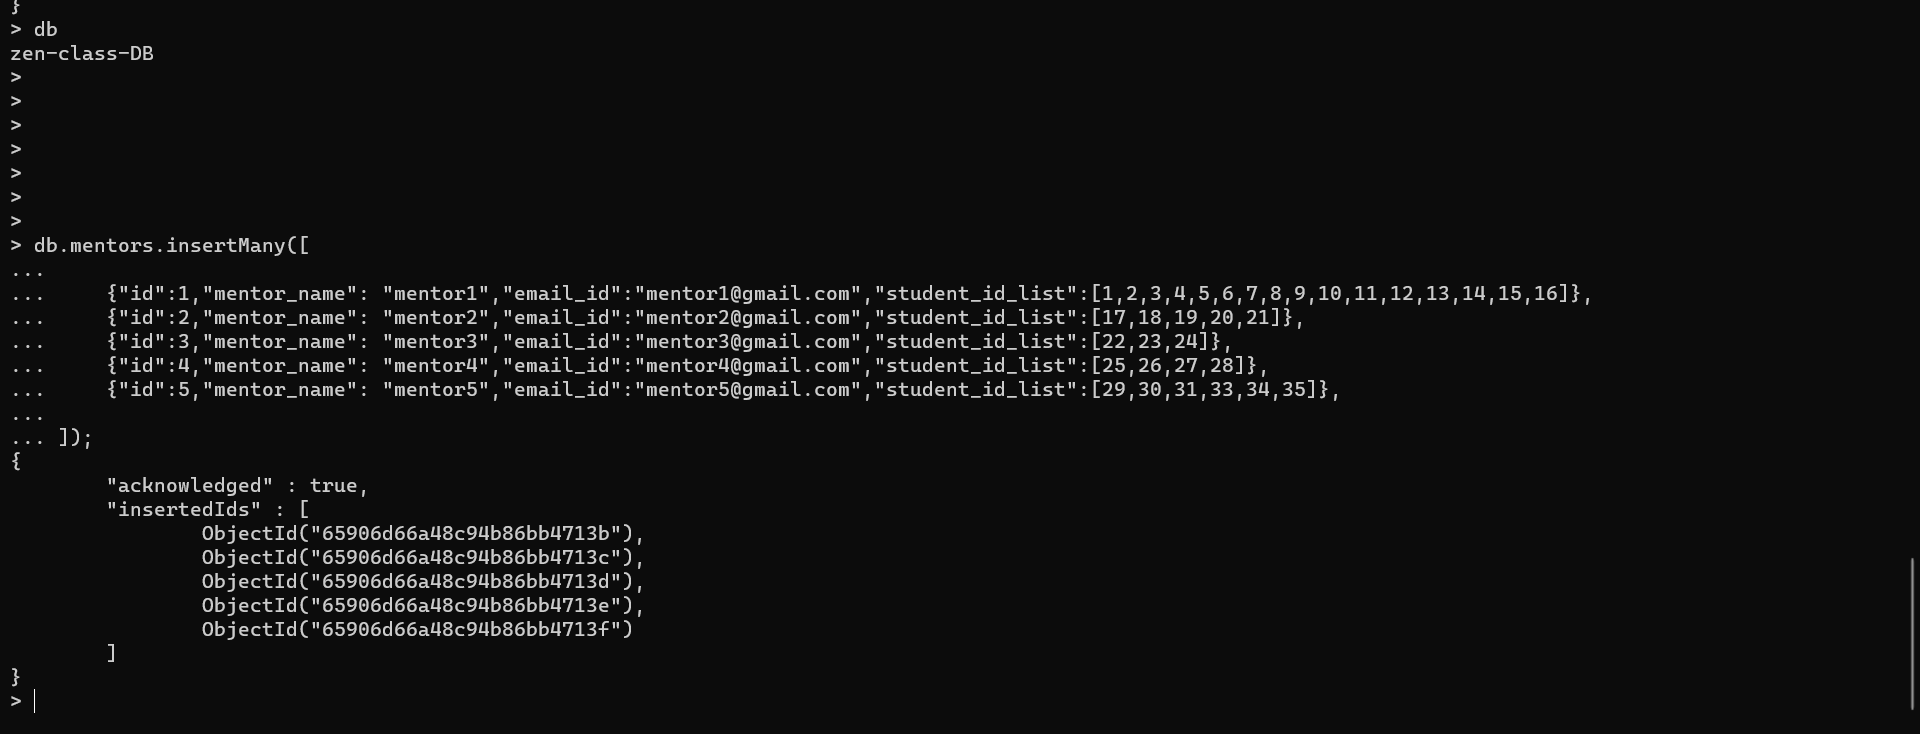 }
> db
zen-class-DB
>
>
>
>
>
>
>
> db.mentors.insertMany([
...
...     {"id":1,"mentor_name": "mentor1","email_id":"mentor1@gmail.com","student_id_list":[1,2,3,4,5,6,7,8,9,10,11,12,13,14,15,16]},
...     {"id":2,"mentor_name": "mentor2","email_id":"mentor2@gmail.com","student_id_list":[17,18,19,20,21]},
...     {"id":3,"mentor_name": "mentor3","email_id":"mentor3@gmail.com","student_id_list":[22,23,24]},
...     {"id":4,"mentor_name": "mentor4","email_id":"mentor4@gmail.com","student_id_list":[25,26,27,28]},
...     {"id":5,"mentor_name": "mentor5","email_id":"mentor5@gmail.com","student_id_list":[29,30,31,33,34,35]},
...
... ]);
{
        "acknowledged" : true,
        "insertedIds" : [
                ObjectId("65906d66a48c94b86bb4713b"),
                ObjectId("65906d66a48c94b86bb4713c"),
                ObjectId("65906d66a48c94b86bb4713d"),
                ObjectId("65906d66a48c94b86bb4713e"),
                ObjectId("65906d66a48c94b86bb4713f")
        ]
}
>